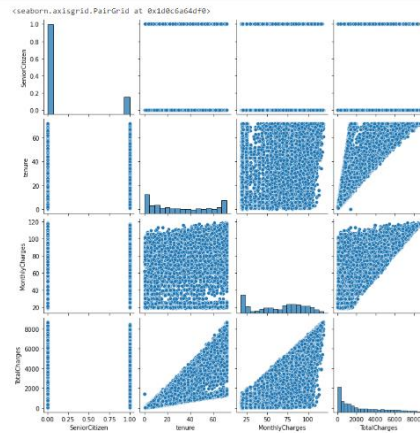 <seaborn.axisgrid.PairGrid at 0x1d0c6a64df0>
1.0
0.8
0.6
0.4
0.2
0.0
SeniorCitizen
60
40
20
0
tenure
120
100
80
60
40
20
MonthlyCharges
8000
6000
4000
2000
0
TotalCharges
0.00 0.25 0.50 0.75 1.00
SeniorCitizen
0 20 40 60
tenure
25 50 75 100
MonthlyCharges
0 2000 4000 6000 8000
TotalCharges